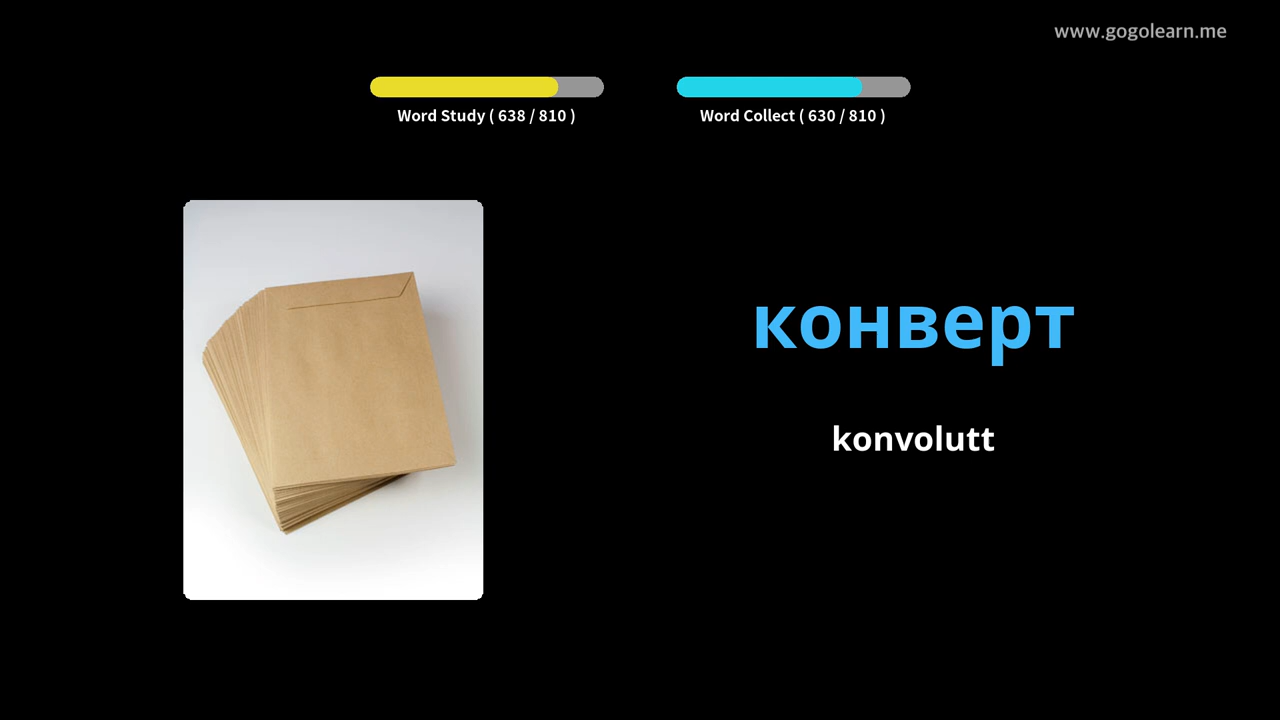 www.gogolearn.me
Word Study ( 638 / 810 )
Word Collect ( 630 / 810 )
конверт
konvolutt